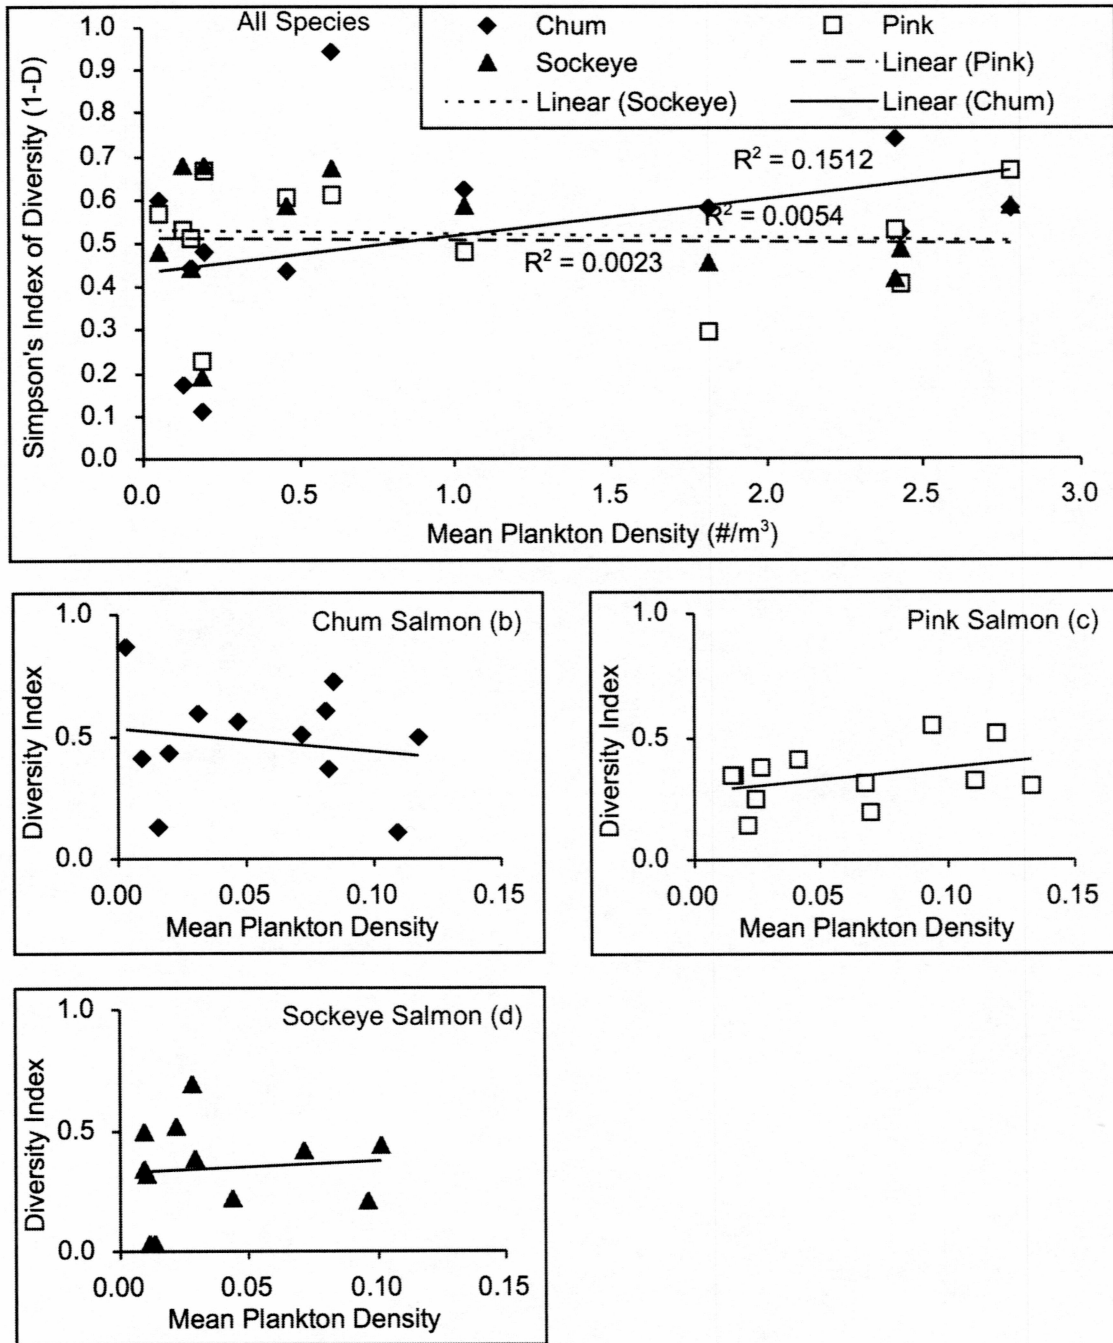 All Species
Chum
Pink
Sockeye
Linear (Pink)
Linear (Sockeye)
Linear (Chum)
Simpson's Index of Diversity (1-D)
1.0
0.9
0.8
0.7
0.6
0.5
0.4
0.3
0.2
0.1
0.0
R² = 0.1512
R² = 0.0054
R² = 0.0023
0.0 0.5 1.0 1.5 2.0 2.5 3.0
Mean Plankton Density (#/m³)
Chum Salmon (b)
Diversity Index
1.0
0.5
0.0
0.00 0.05 0.10 0.15
Mean Plankton Density
Pink Salmon (c)
Diversity Index
1.0
0.5
0.0
0.00 0.05 0.10 0.15
Mean Plankton Density
Sockeye Salmon (d)
Diversity Index
1.0
0.5
0.0
0.00 0.05 0.10 0.15
Mean Plankton Density